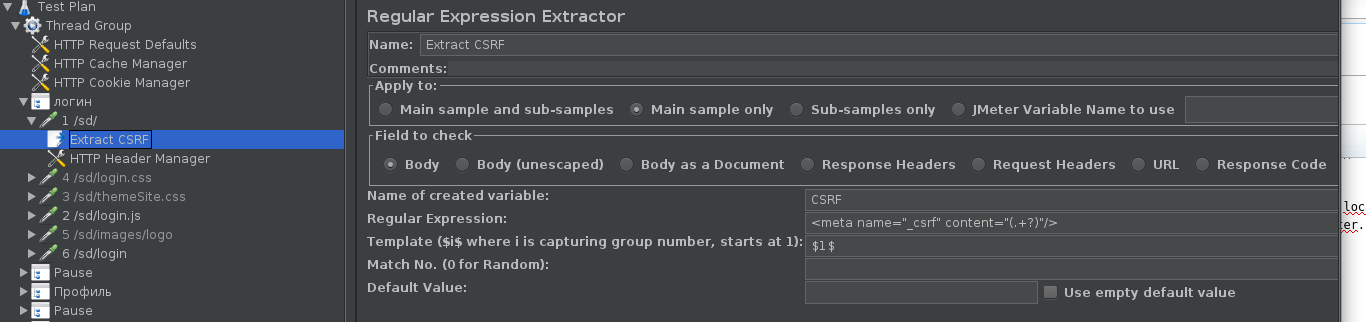 Test Plan
Thread Group
HTTP Request Defaults
HTTP Cache Manager
HTTP Cookie Manager
логин
1 /sd/
Extract CSRF
HTTP Header Manager
4 /sd/login.css
3 /sd/themeSite.css
2 /sd/login.js
5 /sd/images/logo
6 /sd/login
Pause
Профиль
Pause
Regular Expression Extractor
Name: Extract CSRF
Comments:
Apply to:
Main sample and sub-samples Main sample only Sub-samples only JMeter Variable Name to use
Field to check
Body Body (unescaped) Body as a Document Response Headers Request Headers URL Response Code
Name of created variable: CSRF
Regular Expression: <meta name="_csrf" content="(.+?)"/>
Template ($i$ where i is capturing group number, starts at 1): $1$
Match No. (0 for Random):
Default Value: Use empty default value
loc
ter.